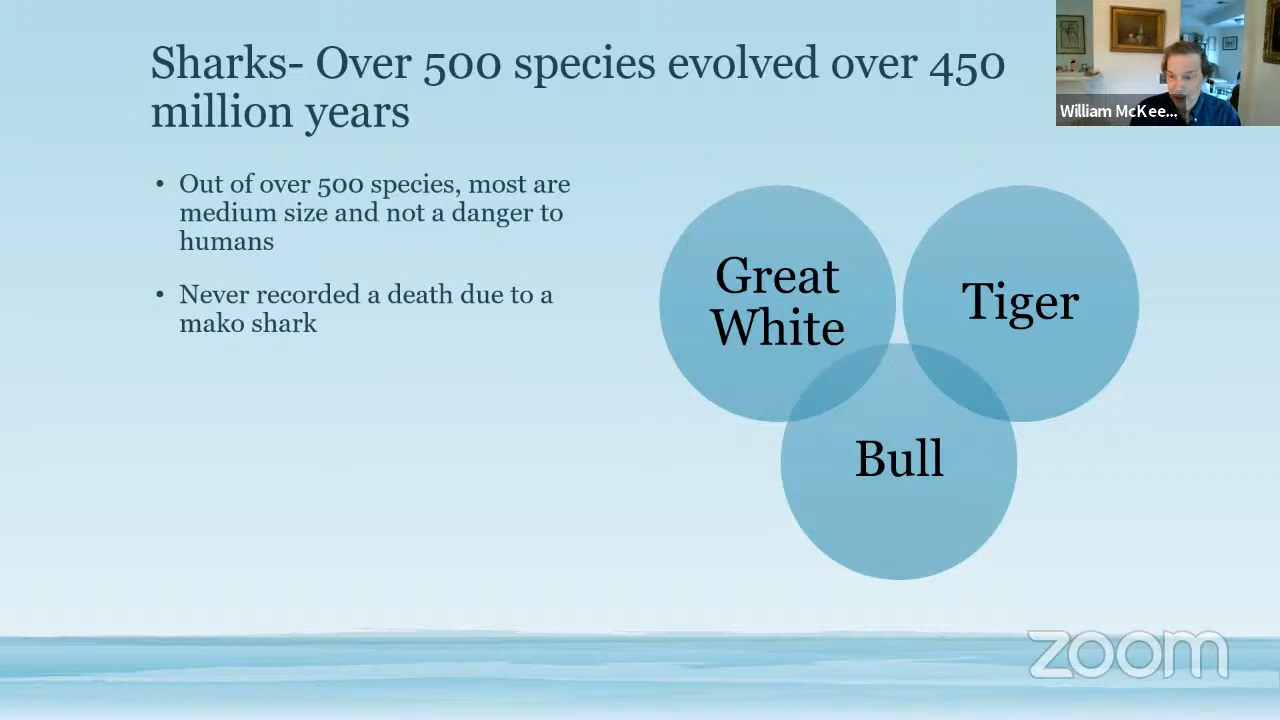 Sharks- Over 500 species evolved over 450
million years
• Out of over 500 species, most are
medium size and not a danger to
humans
• Never recorded a death due to a
mako shark
Great
White
Tiger
Bull
William McKee...
zoom